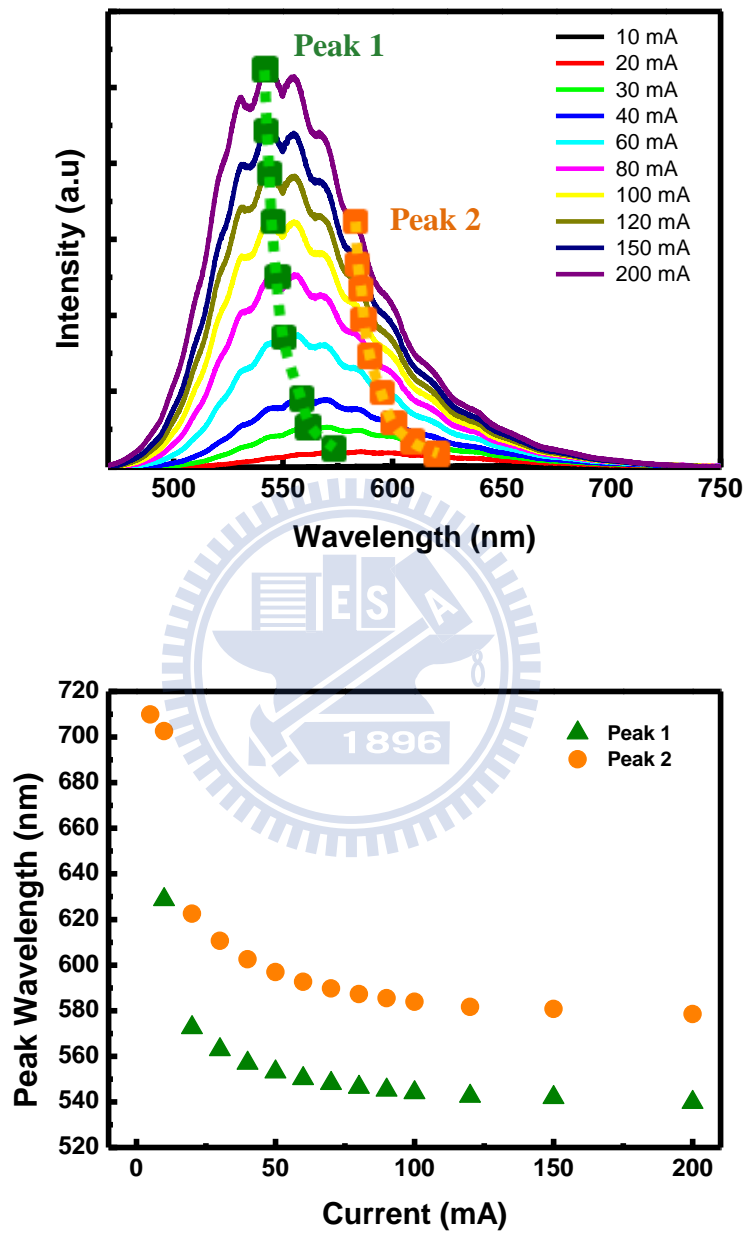 Peak 1
Peak 2
10 mA
20 mA
30 mA
40 mA
60 mA
80 mA
100 mA
120 mA
150 mA
200 mA
Intensity (a.u)
500 550 600 650 700 750
Wavelength (nm)
E S A
1896
720
700
680
660
640
620
600
580
560
540
520
Peak Wavelength (nm)
Peak 1
Peak 2
0 50 100 150 200
Current (mA)